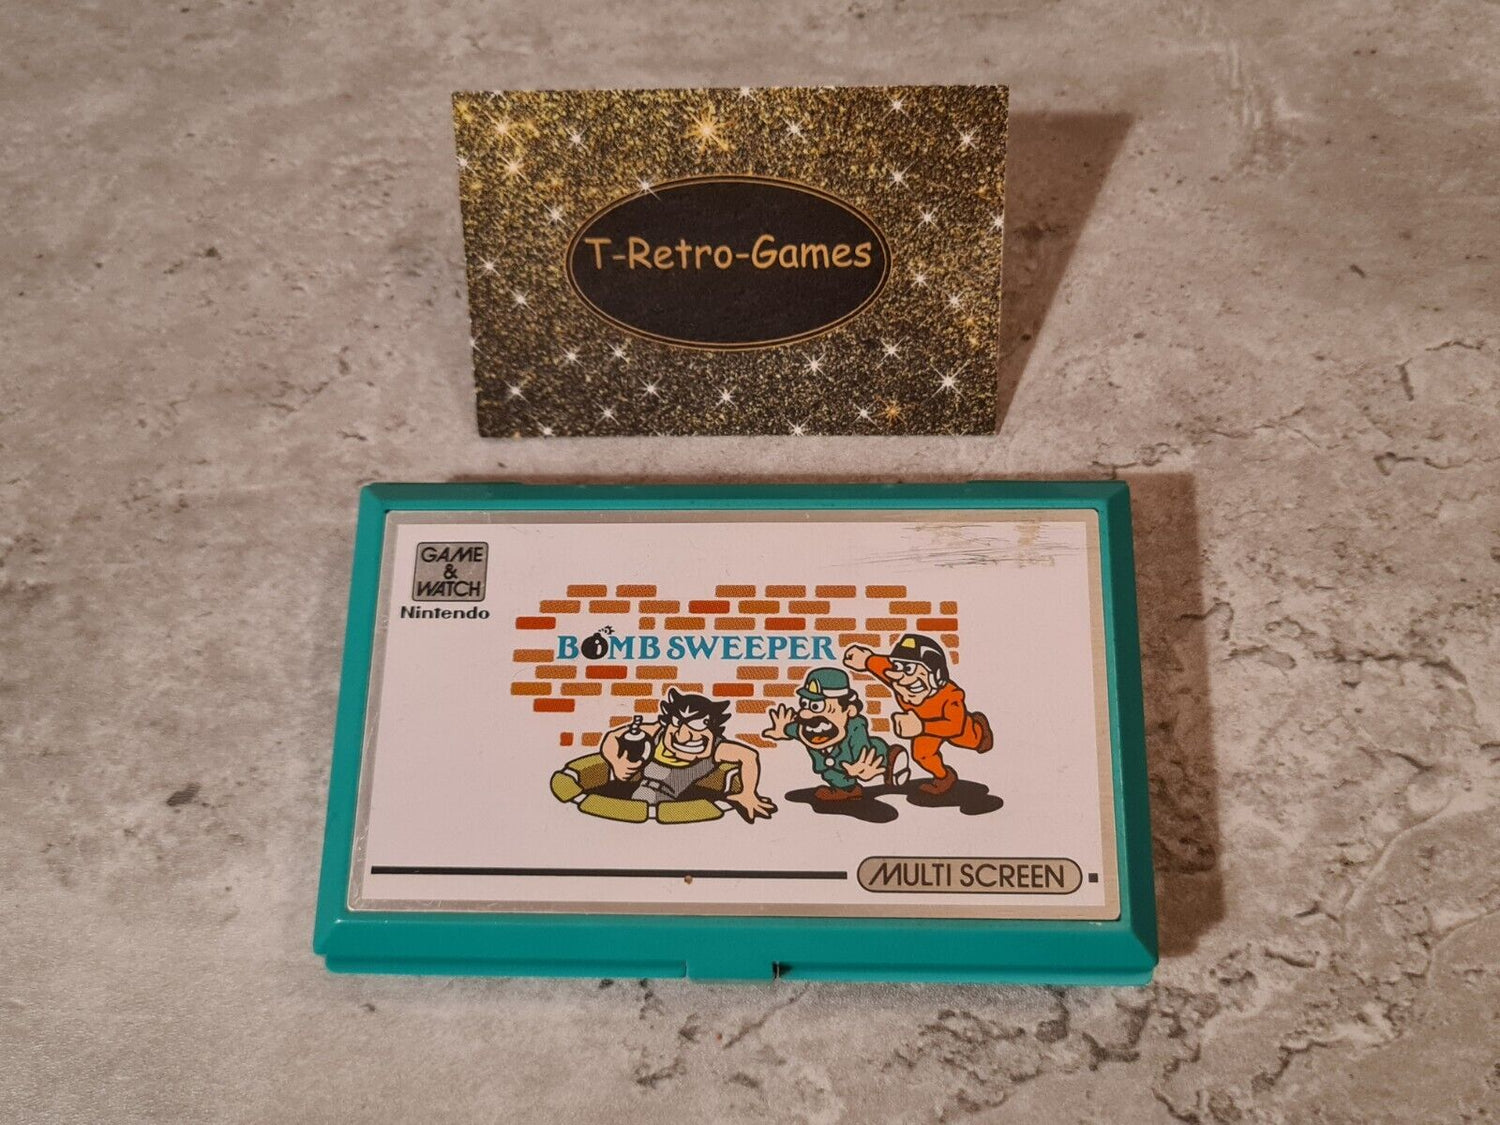 T-Retro-Games
GAME
&
WATCH
Nintendo
BOMB SWEEPER
MULTI SCREEN